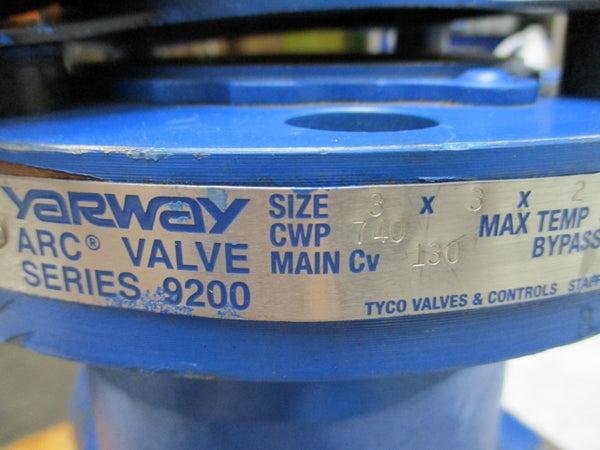 YARWAY
ARC® VALVE
SERIES 9200
SIZE 3 x 3 x 2
CWP 740 MAX TEMP
MAIN Cv 130 BYPASS
TYCO VALVES & CONTROLS